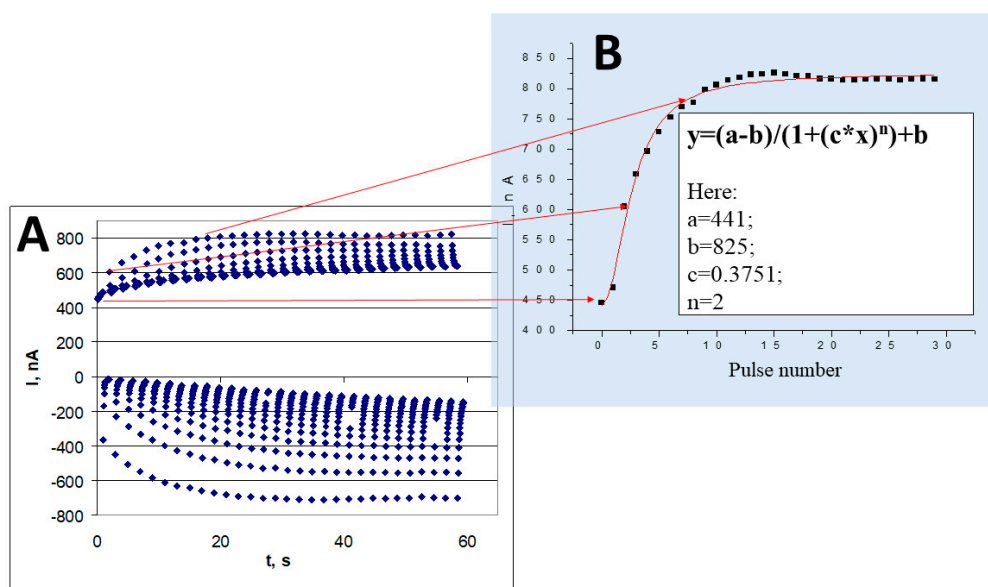 A
I, nA
800
600
400
200
0
-200
-400
-600
-800
0 20 40 60
t, s
B
I, n A
8 5 0
8 0 0
7 5 0
7 0 0
6 5 0
6 0 0
5 5 0
5 0 0
4 5 0
4 0 0
0 5 1 0 1 5 2 0 2 5 3 0
Pulse number
y=(a-b)/(1+(c*x)ⁿ)+b
Here:
a=441;
b=825;
c=0.3751;
n=2